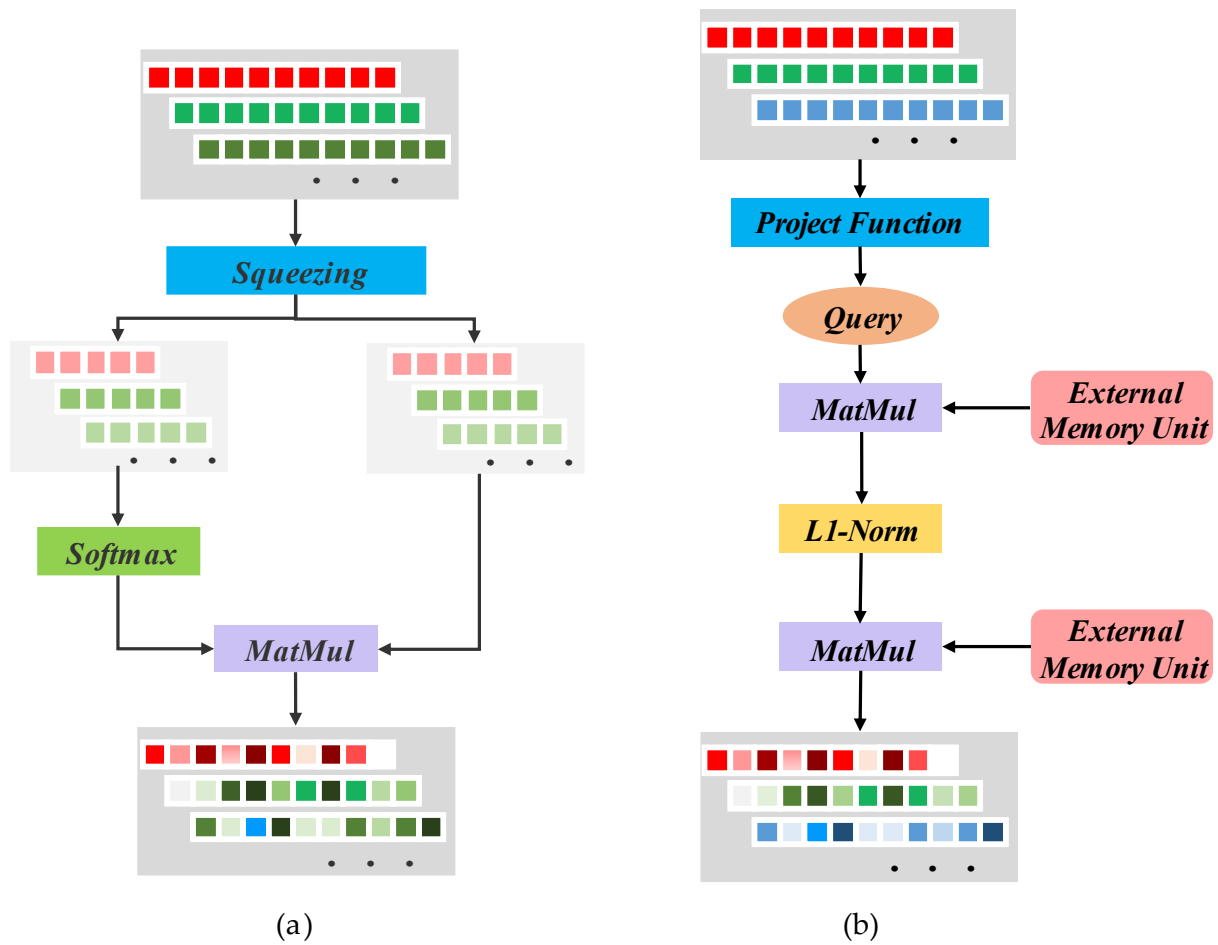 Squeezing
Softmax
MatMul
(a)
Project Function
Query
MatMul
External
Memory Unit
L1-Norm
MatMul
External
Memory Unit
(b)